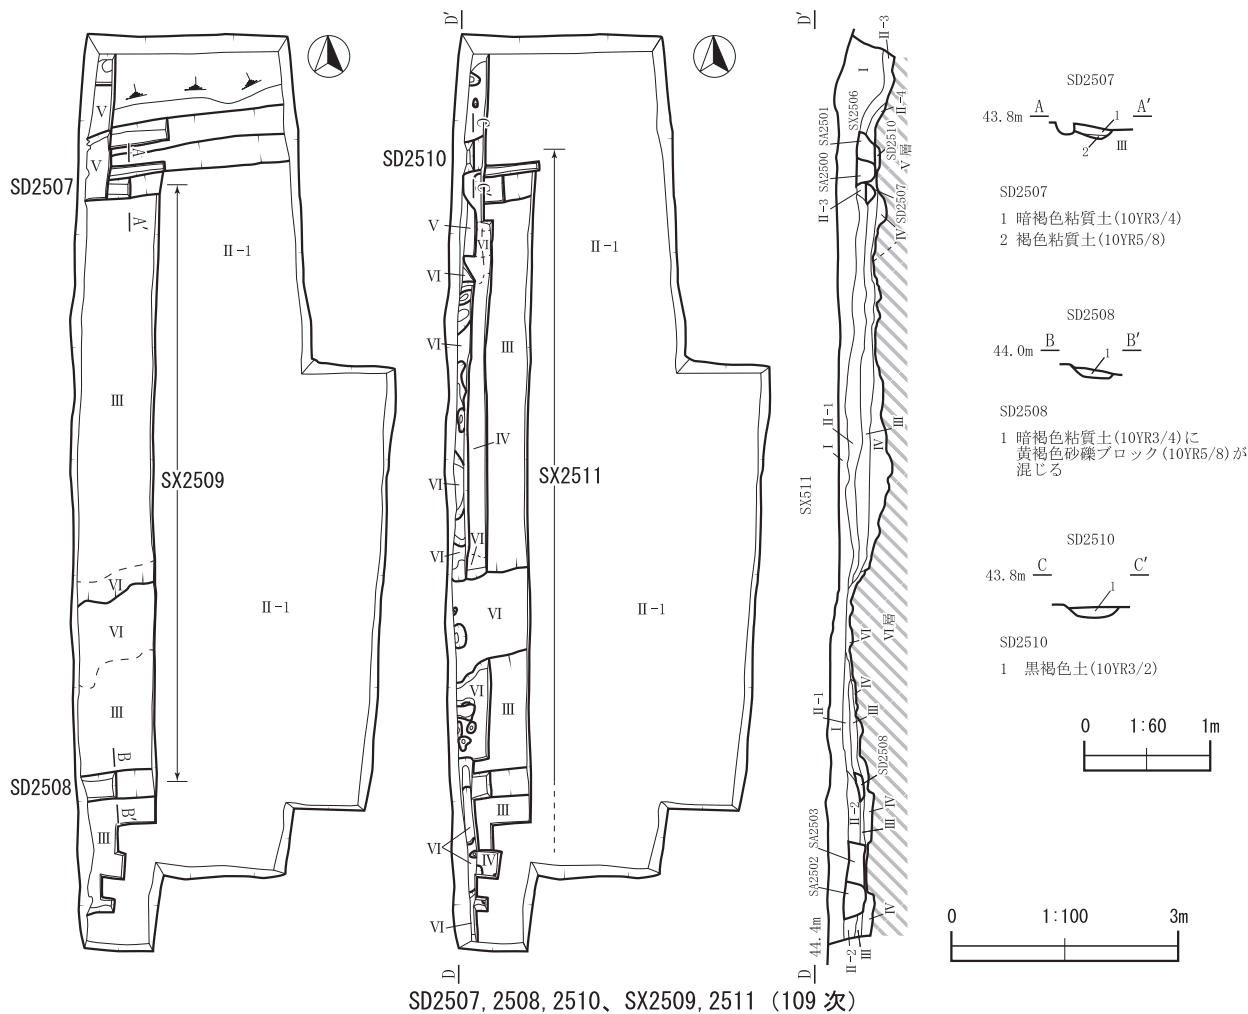 SD2507
SD2508
SX2509
V
V
A
A′
II-1
III
VI
VI
II-1
III
B
B′
III
D′
SD2510
C
C′
V
VI
VI
VI
II-1
III
IV
SX2511
VI
VI
VI
VI
II-1
VI
III
III
VI
IV
VI
D
D′
II-3
I
II-4
SX2506
SA2501
SD2510
V層
SA2500
II-3
SD2507
IV
II-1
I
III
IV
SX511
VI層
VI
IV
II-1
III
I
SD2508
IV
II-2
III
SA2503
SA2502
IV
44.4m
II-2
III
D
SD2507
43.8m A A′
1
2
III
SD2507
1 暗褐色粘質土(10YR3/4)
2 褐色粘質土(10YR5/8)
SD2508
44.0m B B′
1
SD2508
1 暗褐色粘質土(10YR3/4)に
黄褐色砂礫ブロック(10YR5/8)が
混じる
SD2510
43.8m C C′
1
SD2510
1 黒褐色土(10YR3/2)
0 1:60 1m
0 1:100 3m
SD2507, 2508, 2510、SX2509, 2511 (109 次)